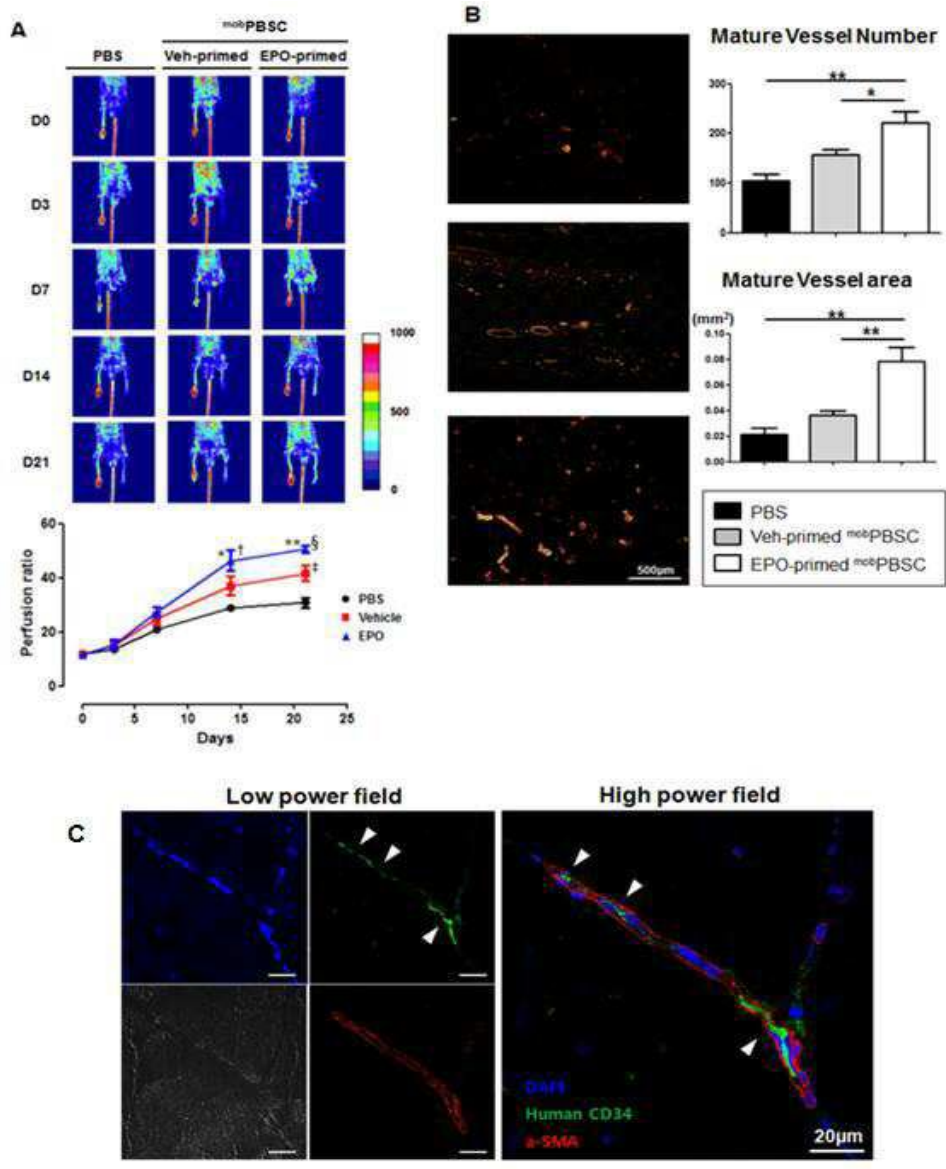 A
mobPBSC
PBS Veh-primed EPO-primed
D0
D3
D7
D14
D21
1000
500
0
Perfusion ratio
60
40
20
0
* †
** §
‡
PBS
Vehicle
EPO
0 5 10 15 20 25
Days
B
500μm
Mature Vessel Number
300
200
100
0
**
*
Mature Vessel area
(mm²)
0.10
0.08
0.06
0.04
0.02
0.00
**
**
PBS
Veh-primed mobPBSC
EPO-primed mobPBSC
C
Low power field
High power field
DAPI
Human CD34
a-SMA
20μm